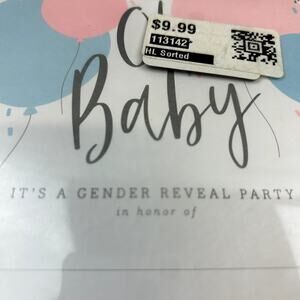 $9.99
113142
HL Sorted
Baby
IT'S A GENDER REVEAL PARTY
in honor of